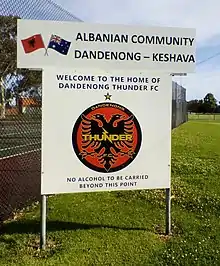 ALBANIAN COMMUNITY
DANDENONG – KESHAVA
WELCOME TO THE HOME OF
DANDENONG THUNDER FC
DANDENONG
THUNDER
NO ALCOHOL TO BE CARRIED
BEYOND THIS POINT